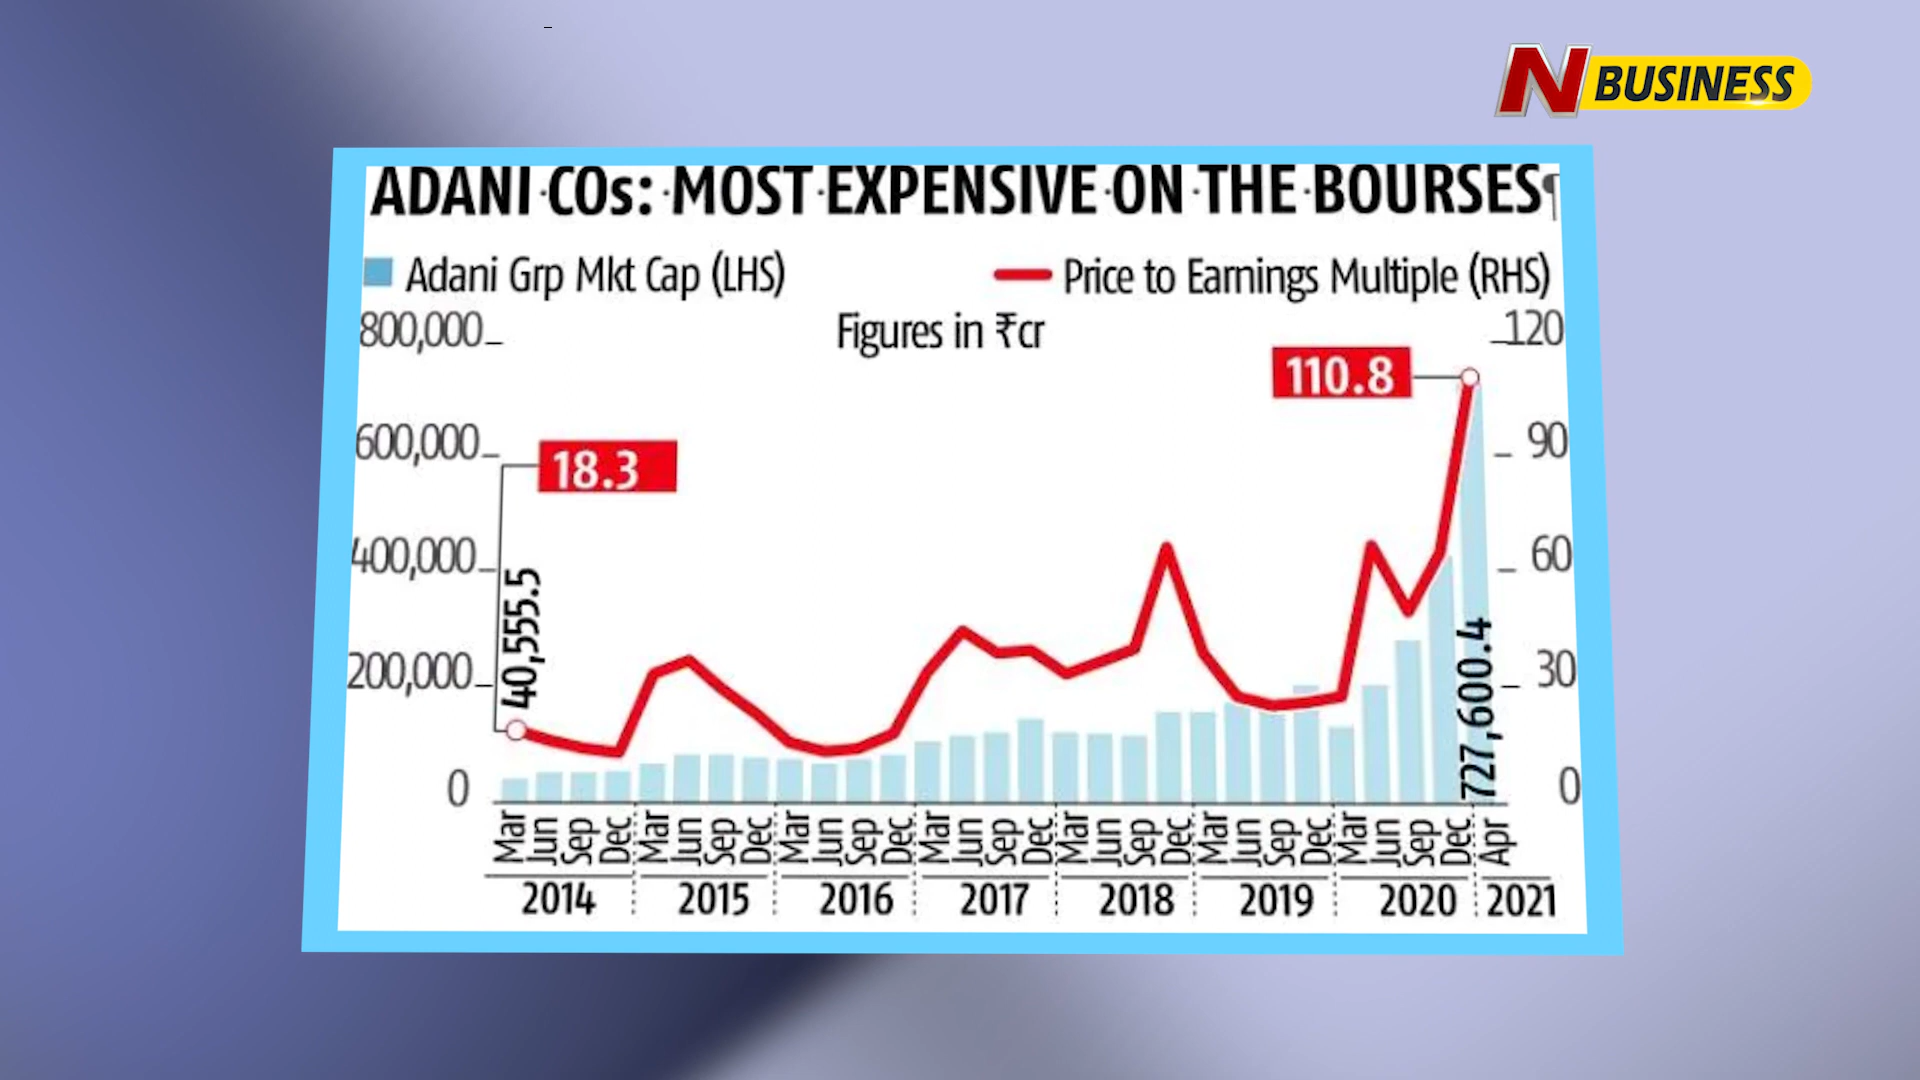 N BUSINESS
ADANI COs: MOST EXPENSIVE ON THE BOURSES¶
Adani Grp Mkt Cap (LHS) Price to Earnings Multiple (RHS)
Figures in ₹cr
800,000 120
110.8
600,000 90
18.3
400,000 60
40,555.5
200,000 30
727,600.4
0 0
Mar Jun Sep Dec Mar Jun Sep Dec Mar Jun Sep Dec Mar Jun Sep Dec Mar Jun Sep Dec Mar Jun Sep Dec Mar Jun Sep Dec Apr
2014 2015 2016 2017 2018 2019 2020 2021